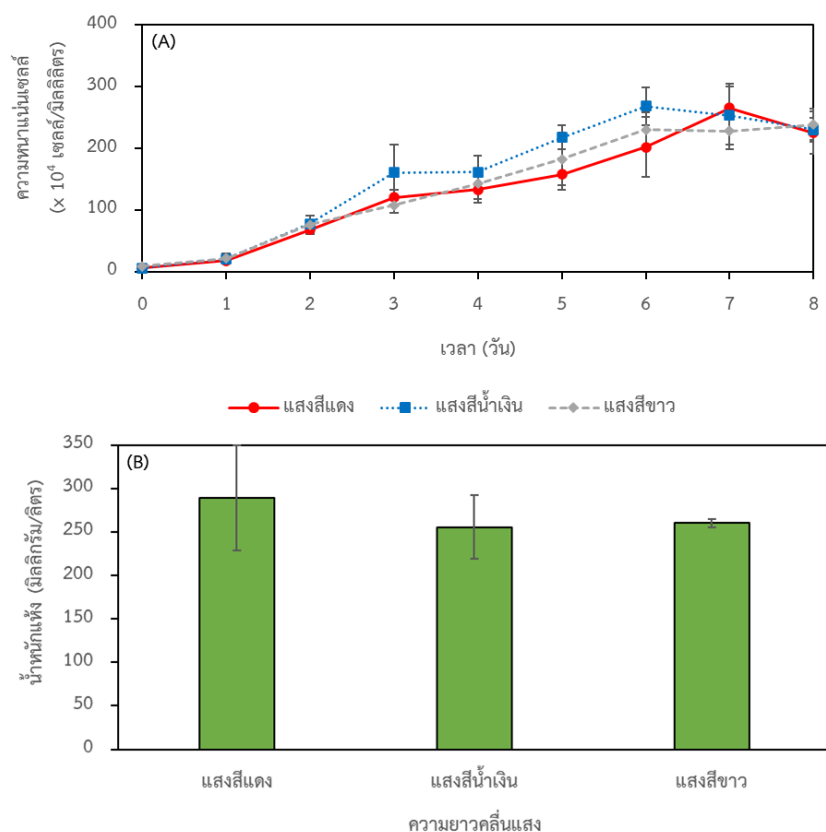 (A)
ความหนาแน่นเซลล์
(x 10⁴ เซลล์/มิลลิลิตร)
400
300
200
100
0
0 1 2 3 4 5 6 7 8
เวลา (วัน)
แสงสีแดง แสงสีน้ำเงิน แสงสีขาว
(B)
น้ำหนักแห้ง (มิลลิกรัม/ลิตร)
350
300
250
200
150
100
50
0
แสงสีแดง แสงสีน้ำเงิน แสงสีขาว
ความยาวคลื่นแสง